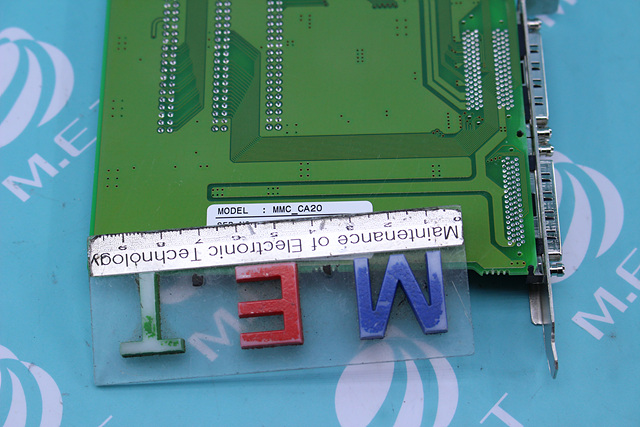 MODEL : MMC_CA20
Maintenance of Electronic Technology
M E T
M.E.T
M.E.T